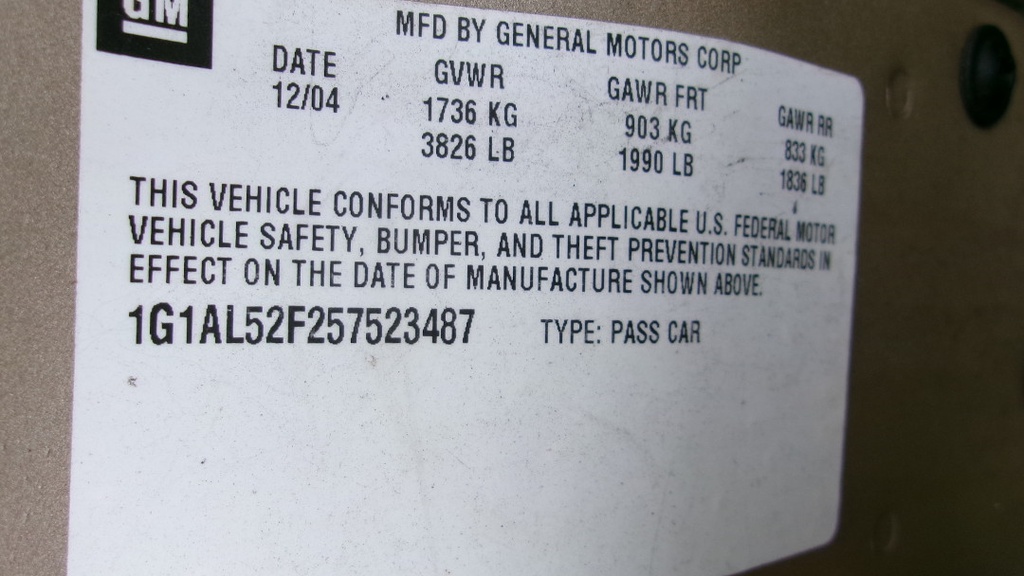 GM
MFD BY GENERAL MOTORS CORP
DATE GVWR GAWR FRT GAWR RR
12/04 1736 KG 903 KG 833 KG
3826 LB 1990 LB 1836 LB
THIS VEHICLE CONFORMS TO ALL APPLICABLE U.S. FEDERAL MOTOR
VEHICLE SAFETY, BUMPER, AND THEFT PREVENTION STANDARDS IN
EFFECT ON THE DATE OF MANUFACTURE SHOWN ABOVE.
1G1AL52F257523487 TYPE: PASS CAR